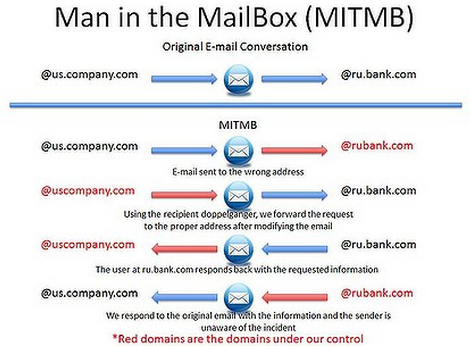 Man in the MailBox (MITMB)
Original E-mail Conversation
@us.company.com @ru.bank.com
MITMB
@us.company.com @rubank.com
E-mail sent to the wrong address
@uscompany.com @ru.bank.com
Using the recipient doppelganger, we forward the request
to the proper address after modifying the email
@uscompany.com @ru.bank.com
The user at ru.bank.com responds back with the requested information
@us.company.com @rubank.com
We respond to the original email with the information and the sender is
unaware of the incident
*Red domains are the domains under our control